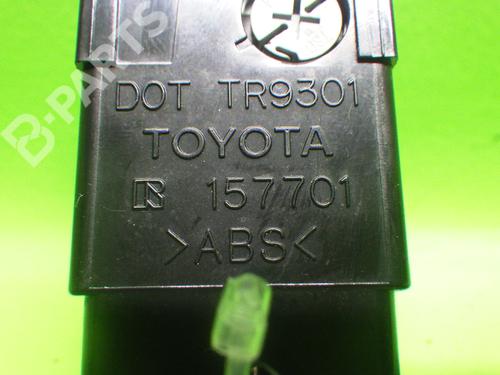 B-PARTS
DOT TR9301
TOYOTA
R 157701
>ABS<